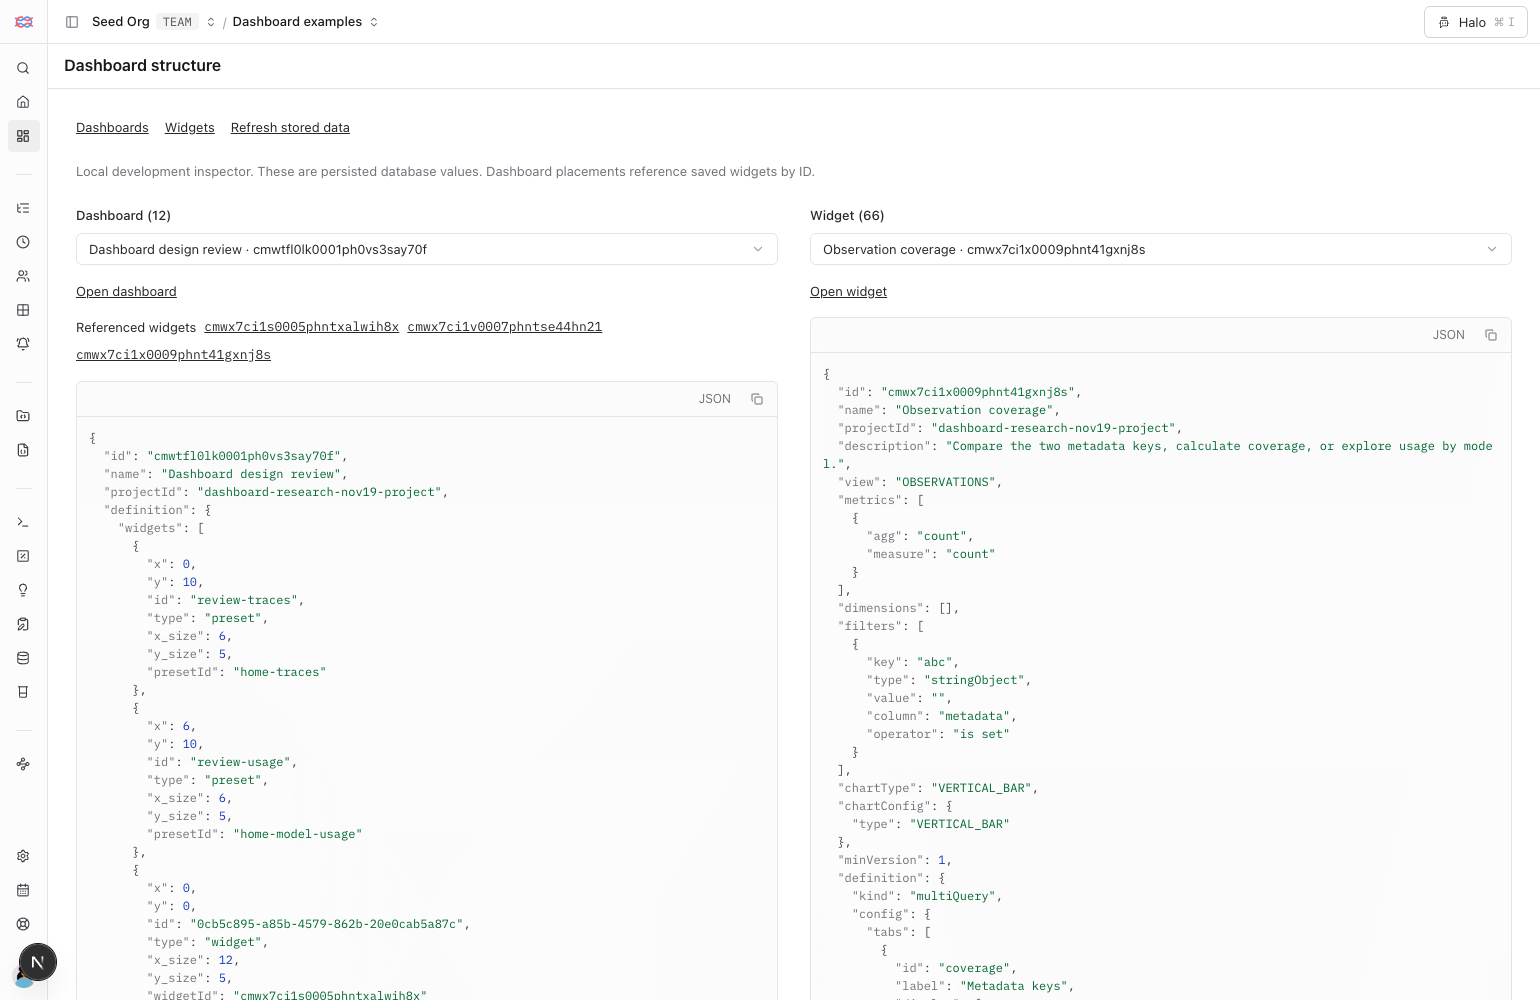 Seed Org TEAM / Dashboard examples
Halo ⌘ I
Dashboard structure
Dashboards Widgets Refresh stored data
Local development inspector. These are persisted database values. Dashboard placements reference saved widgets by ID.
Dashboard (12)
Dashboard design review · cmwtfl0lk0001ph0vs3say70f
Open dashboard
Referenced widgets cmwx7ci1s0005phntxalwih8x cmwx7ci1v0007phntse44hn21
cmwx7ci1x0009phnt41gxnj8s
JSON
{
"id": "cmwtfl0lk0001ph0vs3say70f",
"name": "Dashboard design review",
"projectId": "dashboard-research-nov19-project",
"definition": {
"widgets": [
{
"x": 0,
"y": 10,
"id": "review-traces",
"type": "preset",
"x_size": 6,
"y_size": 5,
"presetId": "home-traces"
},
{
"x": 6,
"y": 10,
"id": "review-usage",
"type": "preset",
"x_size": 6,
"y_size": 5,
"presetId": "home-model-usage"
},
{
"x": 0,
"y": 0,
"id": "0cb5c895-a85b-4579-862b-20e0cab5a87c",
"type": "widget",
"x_size": 12,
"y_size": 5,
"widgetId": "cmwx7ci1s0005phntxalwih8x"
Widget (66)
Observation coverage · cmwx7ci1x0009phnt41gxnj8s
Open widget
JSON
{
"id": "cmwx7ci1x0009phnt41gxnj8s",
"name": "Observation coverage",
"projectId": "dashboard-research-nov19-project",
"description": "Compare the two metadata keys, calculate coverage, or explore usage by mode
l.",
"view": "OBSERVATIONS",
"metrics": [
{
"agg": "count",
"measure": "count"
}
],
"dimensions": [],
"filters": [
{
"key": "abc",
"type": "stringObject",
"value": "",
"column": "metadata",
"operator": "is set"
}
],
"chartType": "VERTICAL_BAR",
"chartConfig": {
"type": "VERTICAL_BAR"
},
"minVersion": 1,
"definition": {
"kind": "multiQuery",
"config": {
"tabs": [
{
"id": "coverage",
"label": "Metadata keys",
N